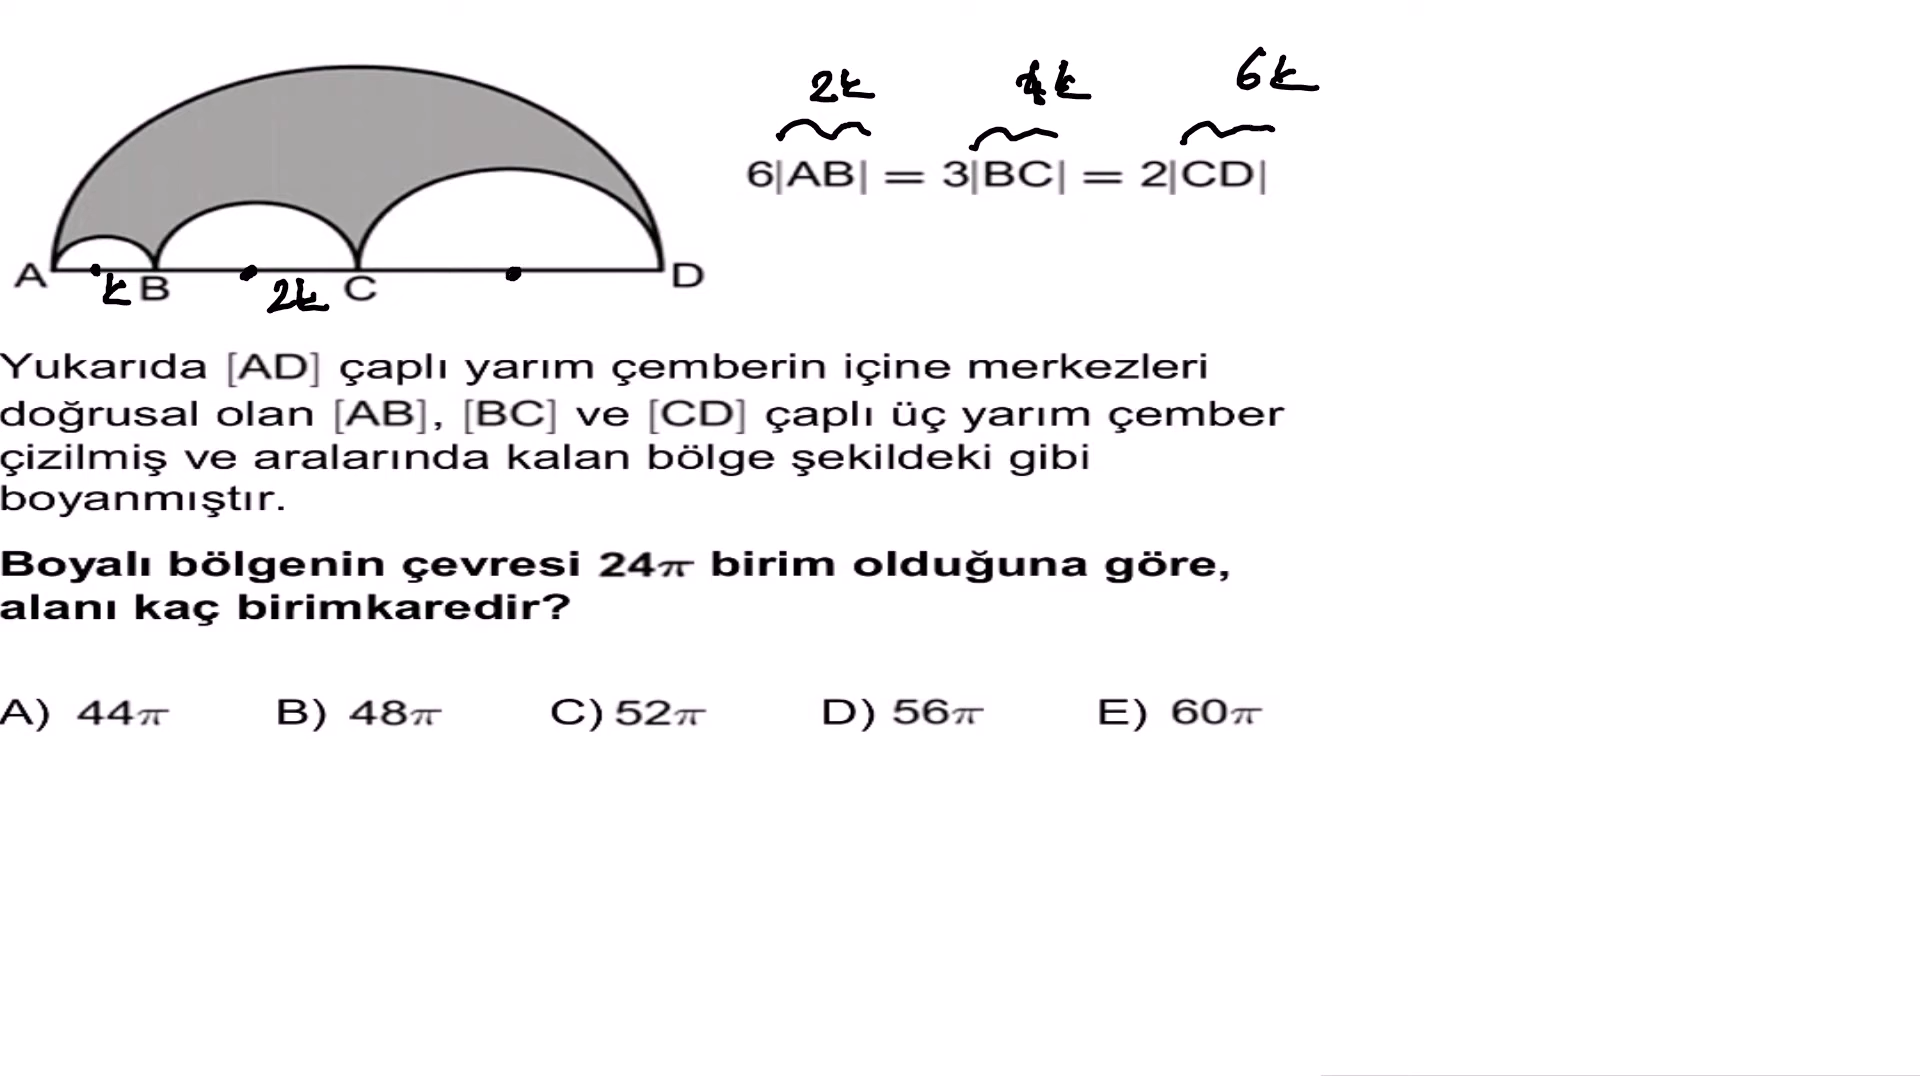 2k 4k 6k
6|AB| = 3|BC| = 2|CD|
A k B 2k C D
Yukarıda [AD] çaplı yarım çemberin içine merkezleri
doğrusal olan [AB], [BC] ve [CD] çaplı üç yarım çember
çizilmiş ve aralarında kalan bölge şekildeki gibi
boyanmıştır.
Boyalı bölgenin çevresi 24π birim olduğuna göre,
alanı kaç birimkaredir?
A) 44π B) 48π C) 52π D) 56π E) 60π